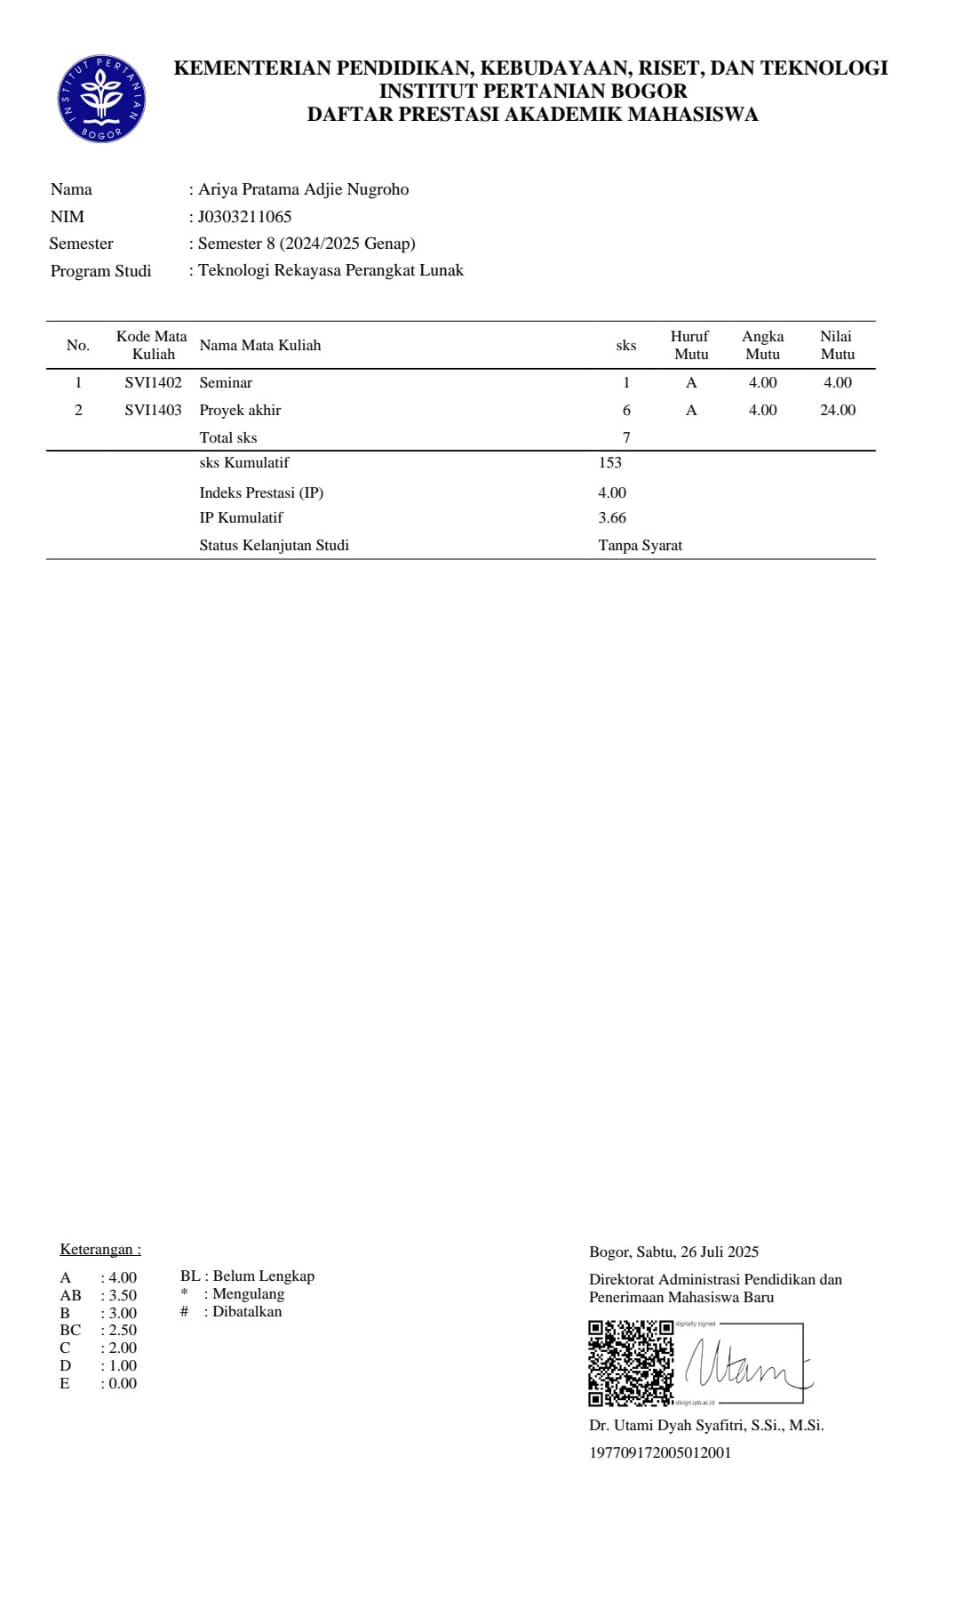 INSTITUT PERTANIAN BOGOR
KEMENTERIAN PENDIDIKAN, KEBUDAYAAN, RISET, DAN TEKNOLOGI
INSTITUT PERTANIAN BOGOR
DAFTAR PRESTASI AKADEMIK MAHASISWA
Nama : Ariya Pratama Adjie Nugroho
NIM : J0303211065
Semester : Semester 8 (2024/2025 Genap)
Program Studi : Teknologi Rekayasa Perangkat Lunak
No. Kode Mata Kuliah Nama Mata Kuliah sks Huruf Mutu Angka Mutu Nilai Mutu
1 SVI1402 Seminar 1 A 4.00 4.00
2 SVI1403 Proyek akhir 6 A 4.00 24.00
Total sks 7
sks Kumulatif 153
Indeks Prestasi (IP) 4.00
IP Kumulatif 3.66
Status Kelanjutan Studi Tanpa Syarat
Keterangan :
A : 4.00
AB : 3.50
B : 3.00
BC : 2.50
C : 2.00
D : 1.00
E : 0.00
BL : Belum Lengkap
* : Mengulang
# : Dibatalkan
Bogor, Sabtu, 26 Juli 2025
Direktorat Administrasi Pendidikan dan
Penerimaan Mahasiswa Baru
digitally signed
Utami
dsign.ipb.ac.id
Dr. Utami Dyah Syafitri, S.Si., M.Si.
197709172005012001